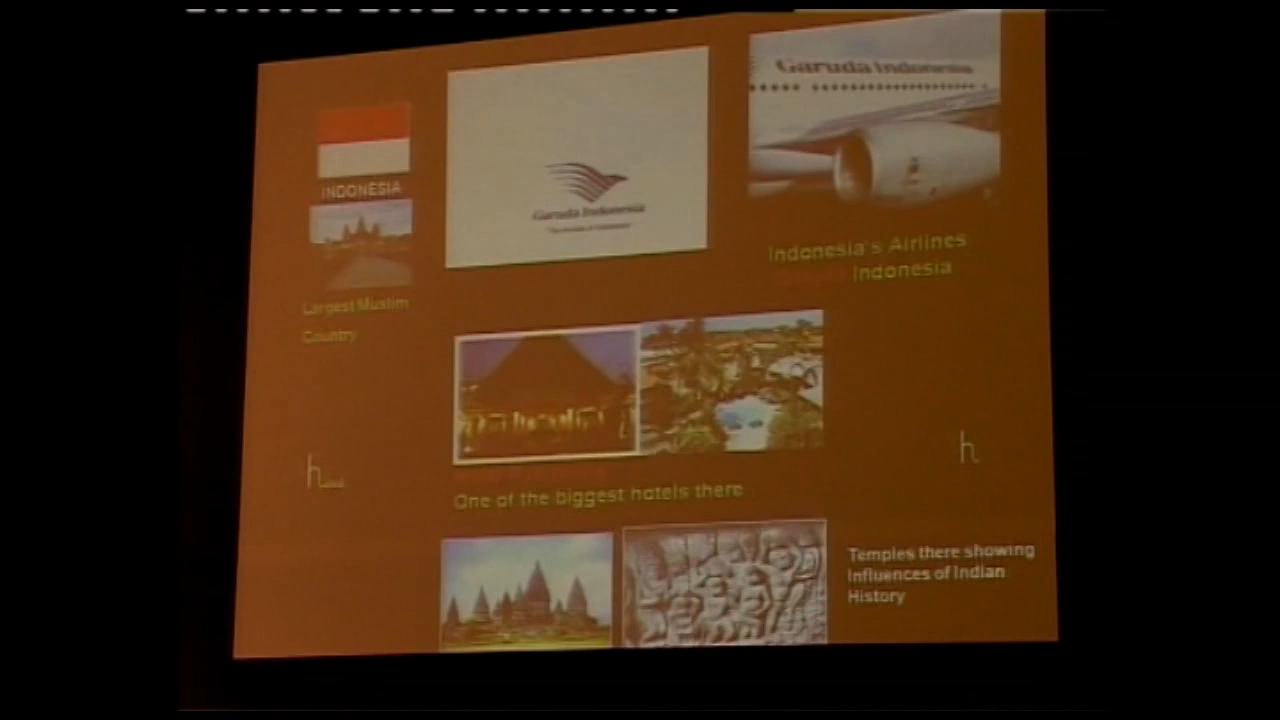 INDONESIA
Largest Muslim
Country
Garuda Indonesia
Garuda Indonesia
Indonesia's Airlines
Indonesia
One of the biggest hotels there
h
h
Temples there showing
Influences of Indian
History